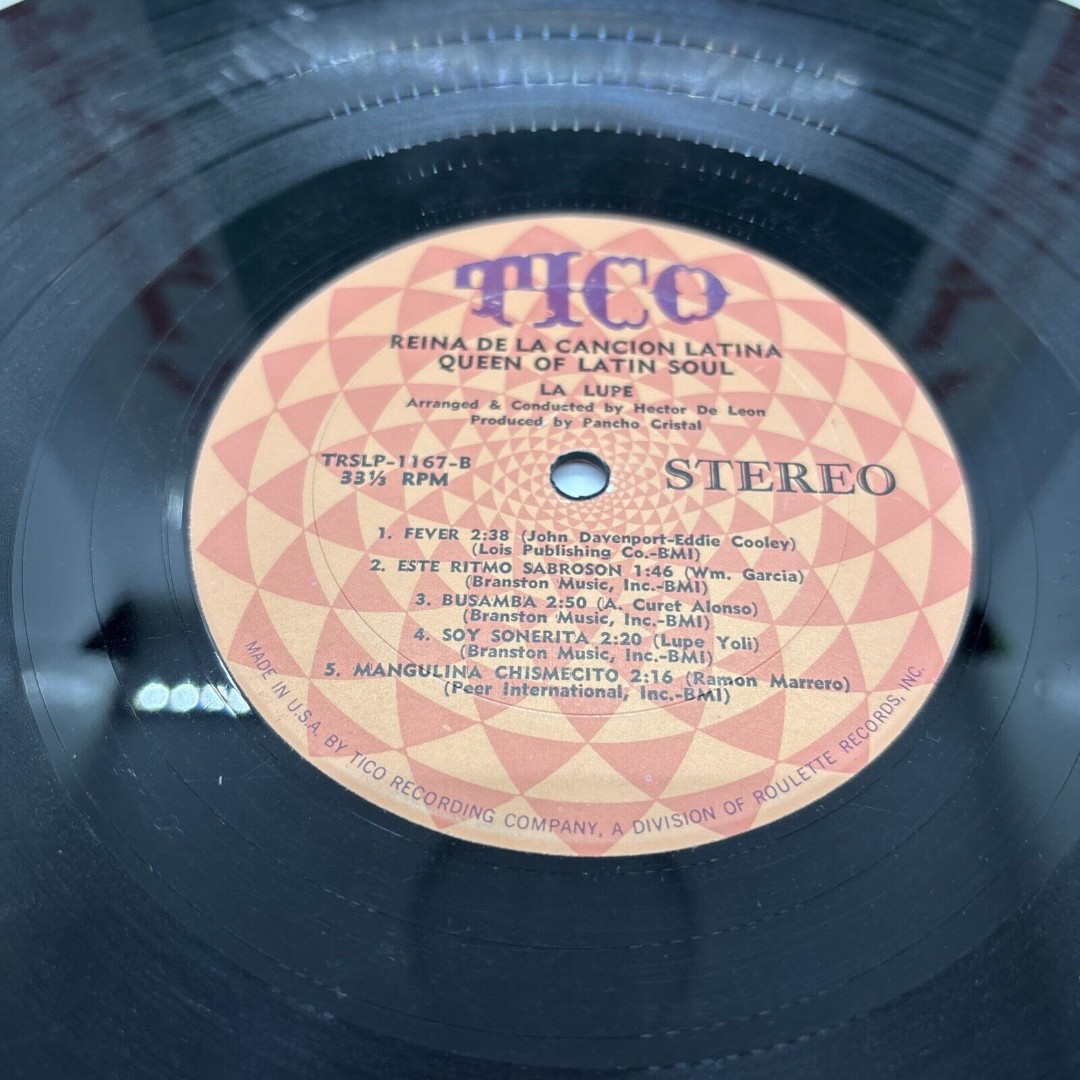 TICO
REINA DE LA CANCION LATINA
QUEEN OF LATIN SOUL
LA LUPE
Arranged & Conducted by Hector De Leon
Produced by Pancho Cristal
TRSLP-1167-B
33⅓ RPM
STEREO
1. FEVER 2:38 (John Davenport-Eddie Cooley)
(Lois Publishing Co.-BMI)
2. ESTE RITMO SABROSON 1:46 (Wm. Garcia)
(Branston Music, Inc.-BMI)
3. BUSAMBA 2:50 (A. Curet Alonso)
(Branston Music, Inc.-BMI)
4. SOY SONERITA 2:20 (Lupe Yoli)
(Branston Music, Inc.-BMI)
5. MANGULINA CHISMECITO 2:16 (Ramon Marrero)
(Peer International, Inc.-BMI)
MADE IN U.S.A. BY TICO RECORDING COMPANY, A DIVISION OF ROULETTE RECORDS, INC.